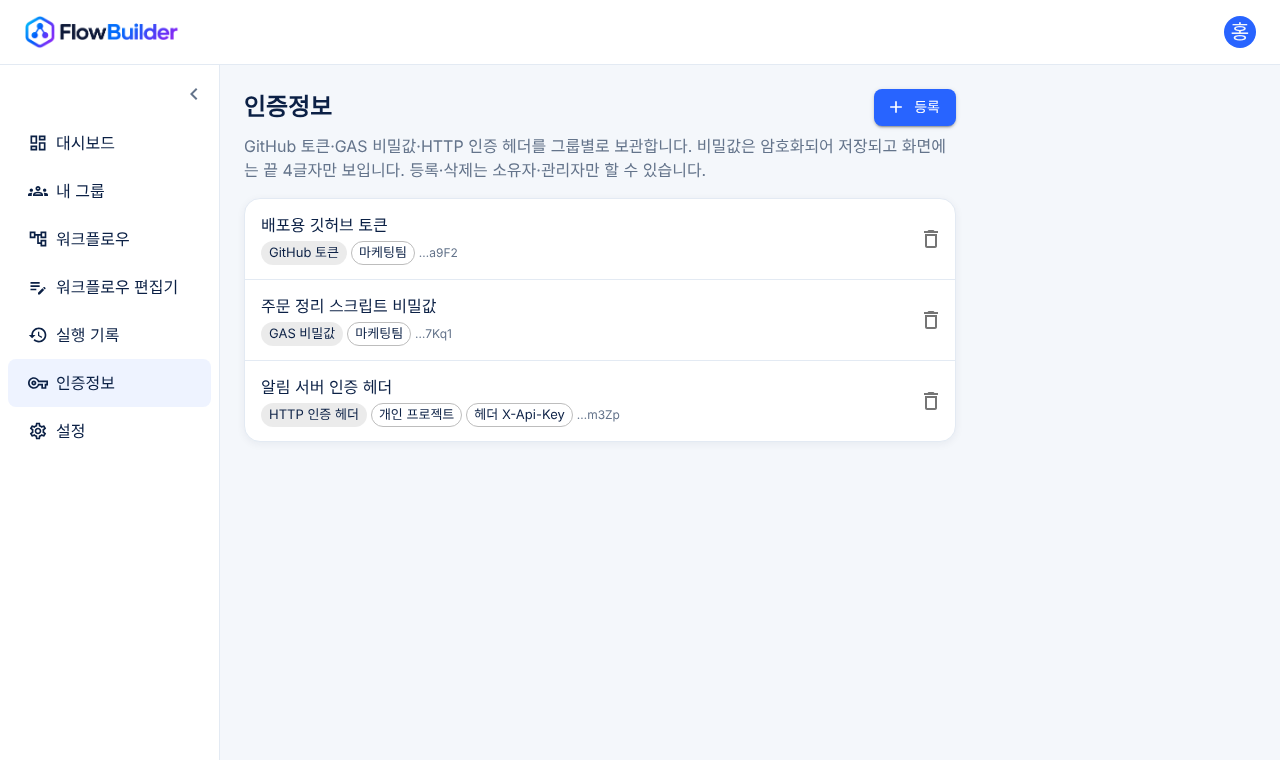 FlowBuilder
홍
대시보드
내 그룹
워크플로우
워크플로우 편집기
실행 기록
인증정보
설정
인증정보
등록
GitHub 토큰·GAS 비밀값·HTTP 인증 헤더를 그룹별로 보관합니다. 비밀값은 암호화되어 저장되고 화면에
는 끝 4글자만 보입니다. 등록·삭제는 소유자·관리자만 할 수 있습니다.
배포용 깃허브 토큰
GitHub 토큰 마케팅팀 …a9F2
주문 정리 스크립트 비밀값
GAS 비밀값 마케팅팀 …7Kq1
알림 서버 인증 헤더
HTTP 인증 헤더 개인 프로젝트 헤더 X-Api-Key …m3Zp